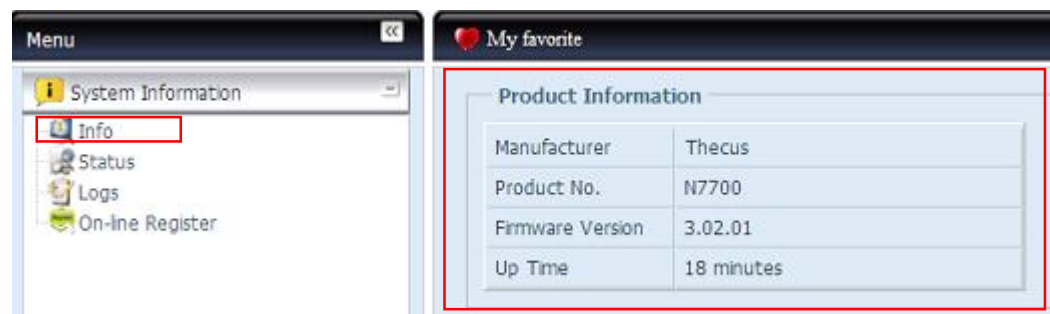 Menu
My favorite
System Information
Info
Status
Logs
On-line Register
Product Information
Manufacturer Thecus
Product No. N7700
Firmware Version 3.02.01
Up Time 18 minutes